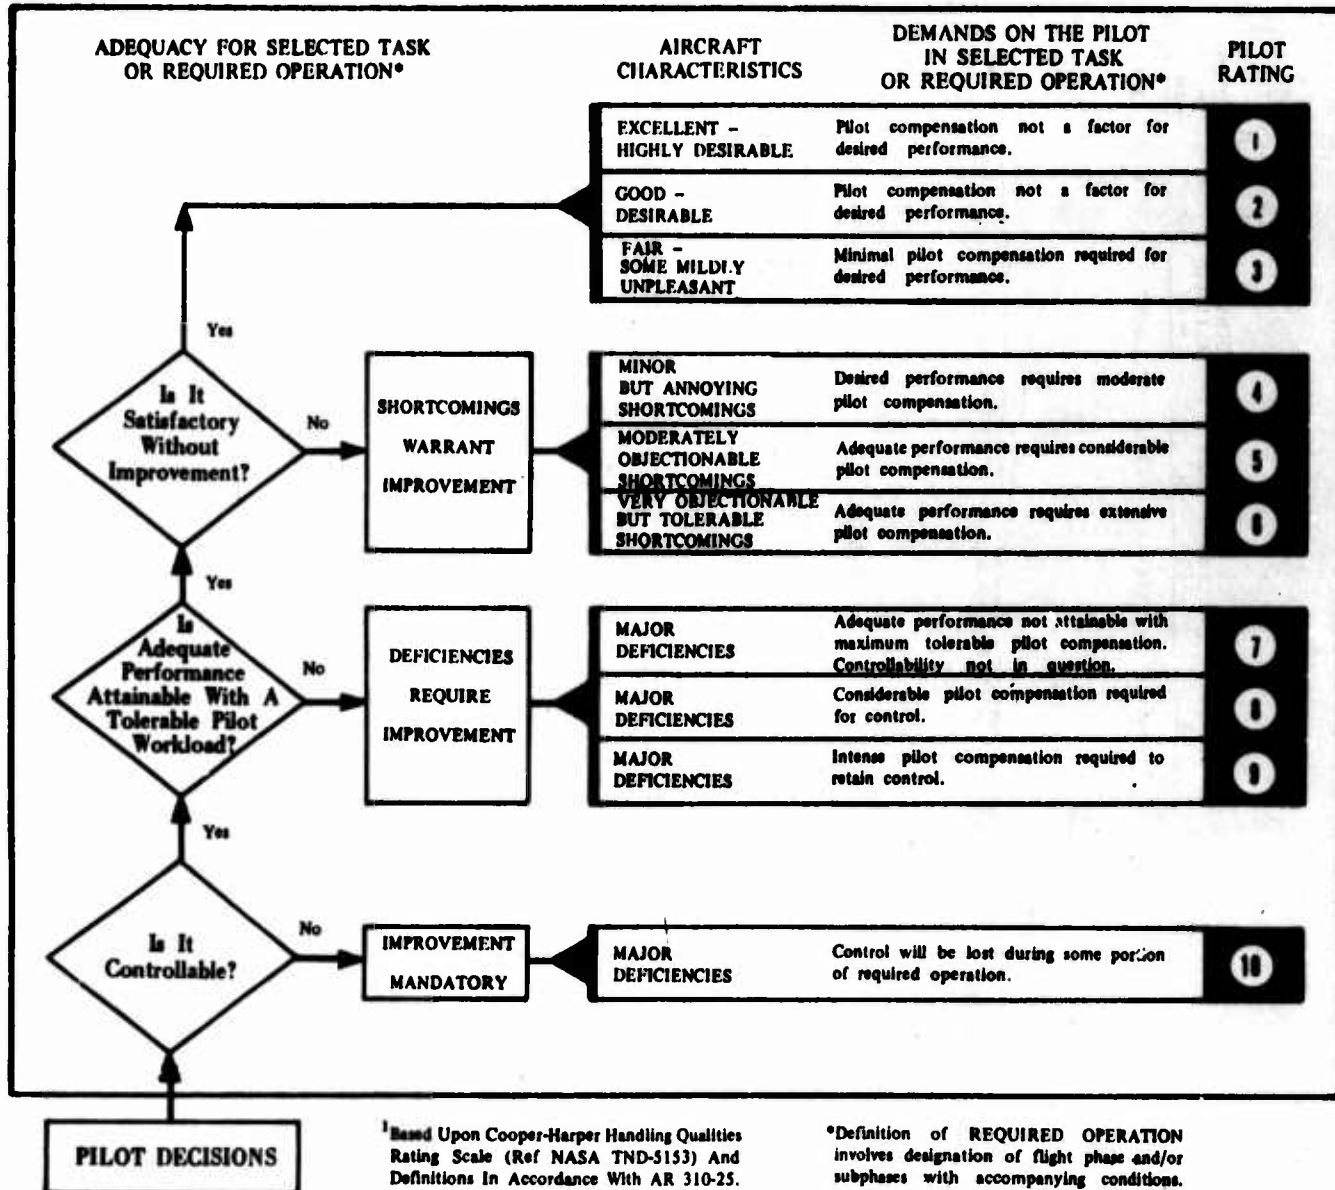 ADEQUACY FOR SELECTED TASK
OR REQUIRED OPERATION*
AIRCRAFT
CHARACTERISTICS
DEMANDS ON THE PILOT
IN SELECTED TASK
OR REQUIRED OPERATION*
PILOT
RATING
EXCELLENT –
HIGHLY DESIRABLE
Pilot compensation not a factor for
desired performance.
1
GOOD –
DESIRABLE
Pilot compensation not a factor for
desired performance.
2
FAIR –
SOME MILDLY
UNPLEASANT
Minimal pilot compensation required for
desired performance.
3
Yes
Is It
Satisfactory
Without
Improvement?
No
SHORTCOMINGS
WARRANT
IMPROVEMENT
MINOR
BUT ANNOYING
SHORTCOMINGS
Desired performance requires moderate
pilot compensation.
4
MODERATELY
OBJECTIONABLE
SHORTCOMINGS
Adequate performance requires considerable
pilot compensation.
5
VERY OBJECTIONABLE
BUT TOLERABLE
SHORTCOMINGS
Adequate performance requires extensive
pilot compensation.
6
Yes
Is
Adequate
Performance
Attainable With A
Tolerable Pilot
Workload?
No
DEFICIENCIES
REQUIRE
IMPROVEMENT
MAJOR
DEFICIENCIES
Adequate performance not attainable with
maximum tolerable pilot compensation.
Controllability not in question.
7
MAJOR
DEFICIENCIES
Considerable pilot compensation required
for control.
8
MAJOR
DEFICIENCIES
Intense pilot compensation required to
retain control.
9
Yes
Is It
Controllable?
No
IMPROVEMENT
MANDATORY
MAJOR
DEFICIENCIES
Control will be lost during some portion
of required operation.
10
PILOT DECISIONS
1Based Upon Cooper-Harper Handling Qualities
Rating Scale (Ref NASA TND-5153) And
Definitions In Accordance With AR 310-25.
*Definition of REQUIRED OPERATION
involves designation of flight phase and/or
subphases with accompanying conditions.